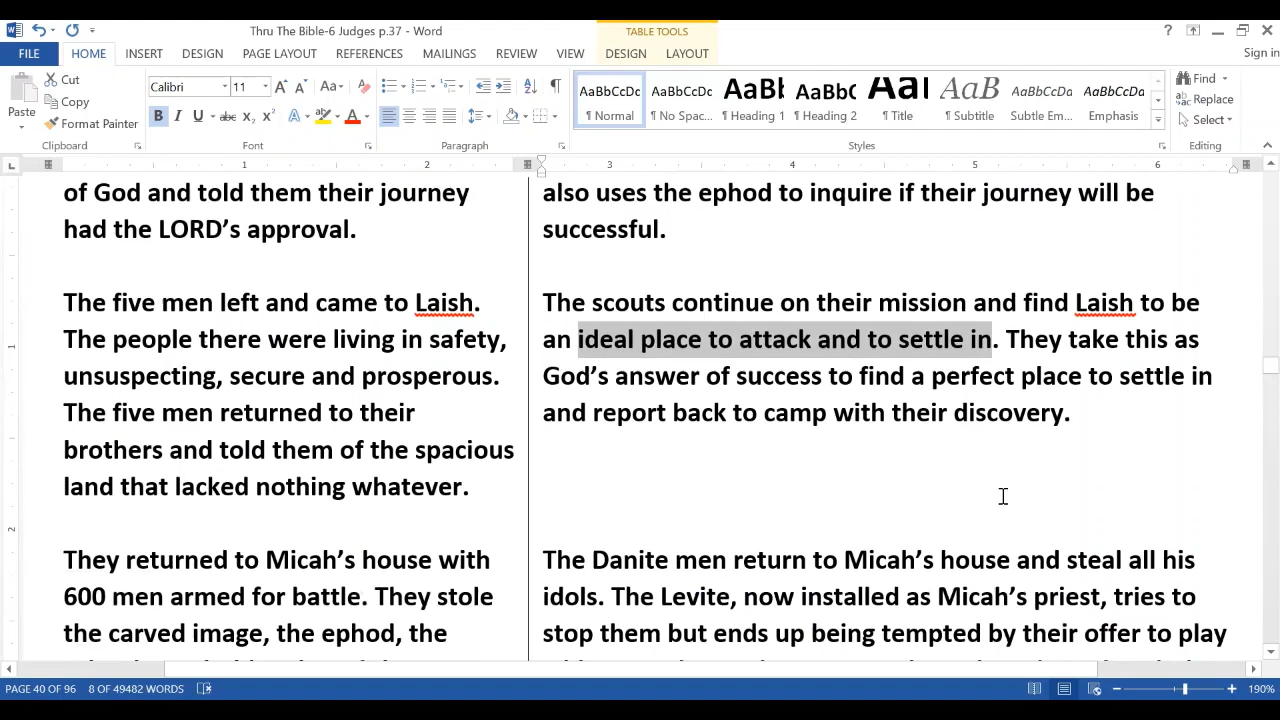 Thru The Bible-6 Judges p.37 - Word
TABLE TOOLS
FILE HOME INSERT DESIGN PAGE LAYOUT REFERENCES MAILINGS REVIEW VIEW DESIGN LAYOUT
Sign in
Paste
Cut
Copy
Format Painter
Clipboard
Calibri 11
Font
Paragraph
AaBbCcDc AaBbCcDc AaBb( AaBbC AaI AaB AaBbCcDc AaBbCcDc
¶ Normal ¶ No Spac... ¶ Heading 1 ¶ Heading 2 ¶ Title ¶ Subtitle Subtle Em... Emphasis
Styles
Find
Replace
Select
Editing
1 2 3 4 5 6
of God and told them their journey
had the LORD’s approval.
The five men left and came to Laish.
The people there were living in safety,
unsuspecting, secure and prosperous.
The five men returned to their
brothers and told them of the spacious
land that lacked nothing whatever.
They returned to Micah’s house with
600 men armed for battle. They stole
the carved image, the ephod, the
also uses the ephod to inquire if their journey will be
successful.
The scouts continue on their mission and find Laish to be
an ideal place to attack and to settle in. They take this as
God’s answer of success to find a perfect place to settle in
and report back to camp with their discovery.
The Danite men return to Micah’s house and steal all his
idols. The Levite, now installed as Micah’s priest, tries to
stop them but ends up being tempted by their offer to play
1
2
PAGE 40 OF 96 8 OF 49482 WORDS
190%